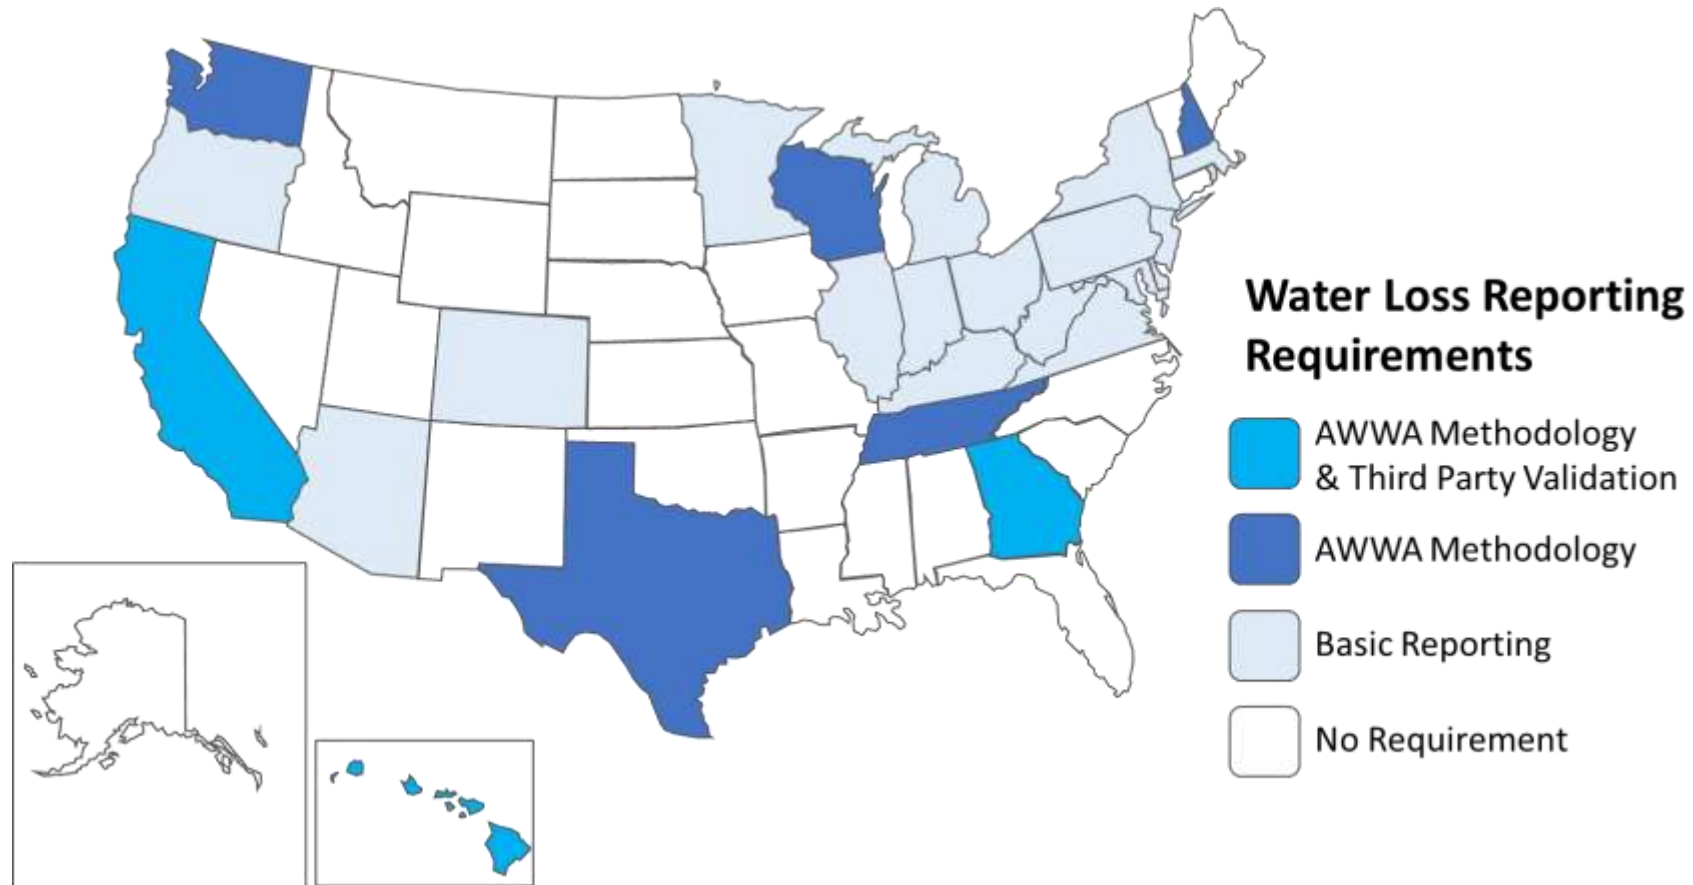 Water Loss Reporting
Requirements
AWWA Methodology
& Third Party Validation
AWWA Methodology
Basic Reporting
No Requirement